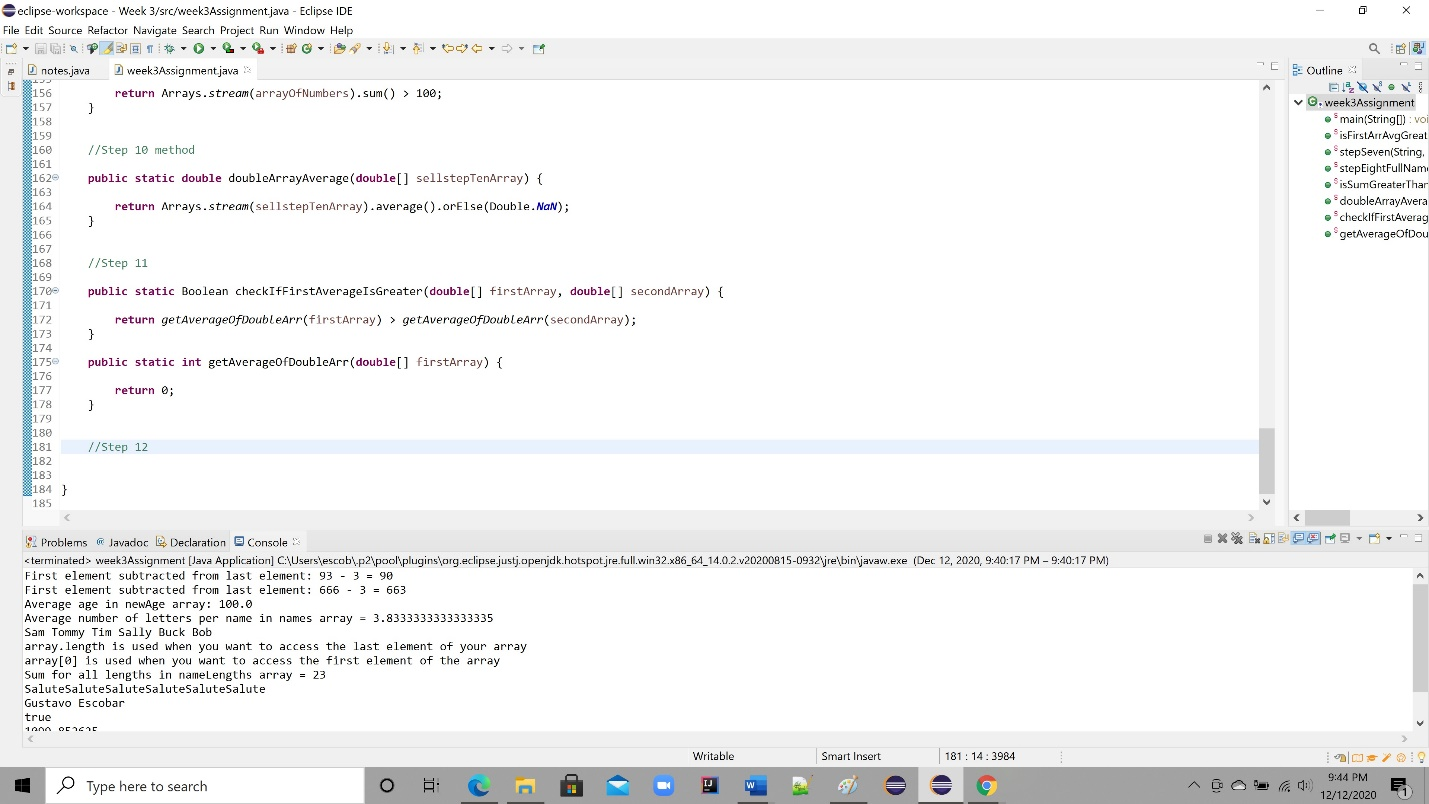 eclipse-workspace - Week 3/src/week3Assignment.java - Eclipse IDE
File Edit Source Refactor Navigate Search Project Run Window Help
notes.java
week3Assignment.java
Outline
156 return Arrays.stream(arrayOfNumbers).sum() > 100;
157 }
158
159
160 //Step 10 method
161
162 public static double doubleArrayAverage(double[] sellstepTenArray) {
163
164 return Arrays.stream(sellstepTenArray).average().orElse(Double.NaN);
165 }
166
167
168 //Step 11
169
170 public static Boolean checkIfFirstAverageIsGreater(double[] firstArray, double[] secondArray) {
171
172 return getAverageOfDoubleArr(firstArray) > getAverageOfDoubleArr(secondArray);
173 }
174
175 public static int getAverageOfDoubleArr(double[] firstArray) {
176
177 return 0;
178 }
179
180
181 //Step 12
182
183
184 }
185
week3Assignment
main(String[]) : voi
isFirstArrAvgGreat
stepSeven(String,
stepEightFullNam
isSumGreaterThar
doubleArrayAvera
checkIfFirstAverag
getAverageOfDou
Problems @ Javadoc Declaration Console
<terminated> week3Assignment [Java Application] C:\Users\escob\.p2\pool\plugins\org.eclipse.justj.openjdk.hotspot.jre.full.win32.x86_64_14.0.2.v20200815-0932\jre\bin\javaw.exe (Dec 12, 2020, 9:40:17 PM – 9:40:17 PM)
First element subtracted from last element: 93 - 3 = 90
First element subtracted from last element: 666 - 3 = 663
Average age in newAge array: 100.0
Average number of letters per name in names array = 3.8333333333333335
Sam Tommy Tim Sally Buck Bob
array.length is used when you want to access the last element of your array
array[0] is used when you want to access the first element of the array
Sum for all lengths in nameLengths array = 23
SaluteSaluteSaluteSaluteSaluteSalute
Gustavo Escobar
true
Writable
Smart Insert
181 : 14 : 3984
Type here to search
9:44 PM
12/12/2020
1